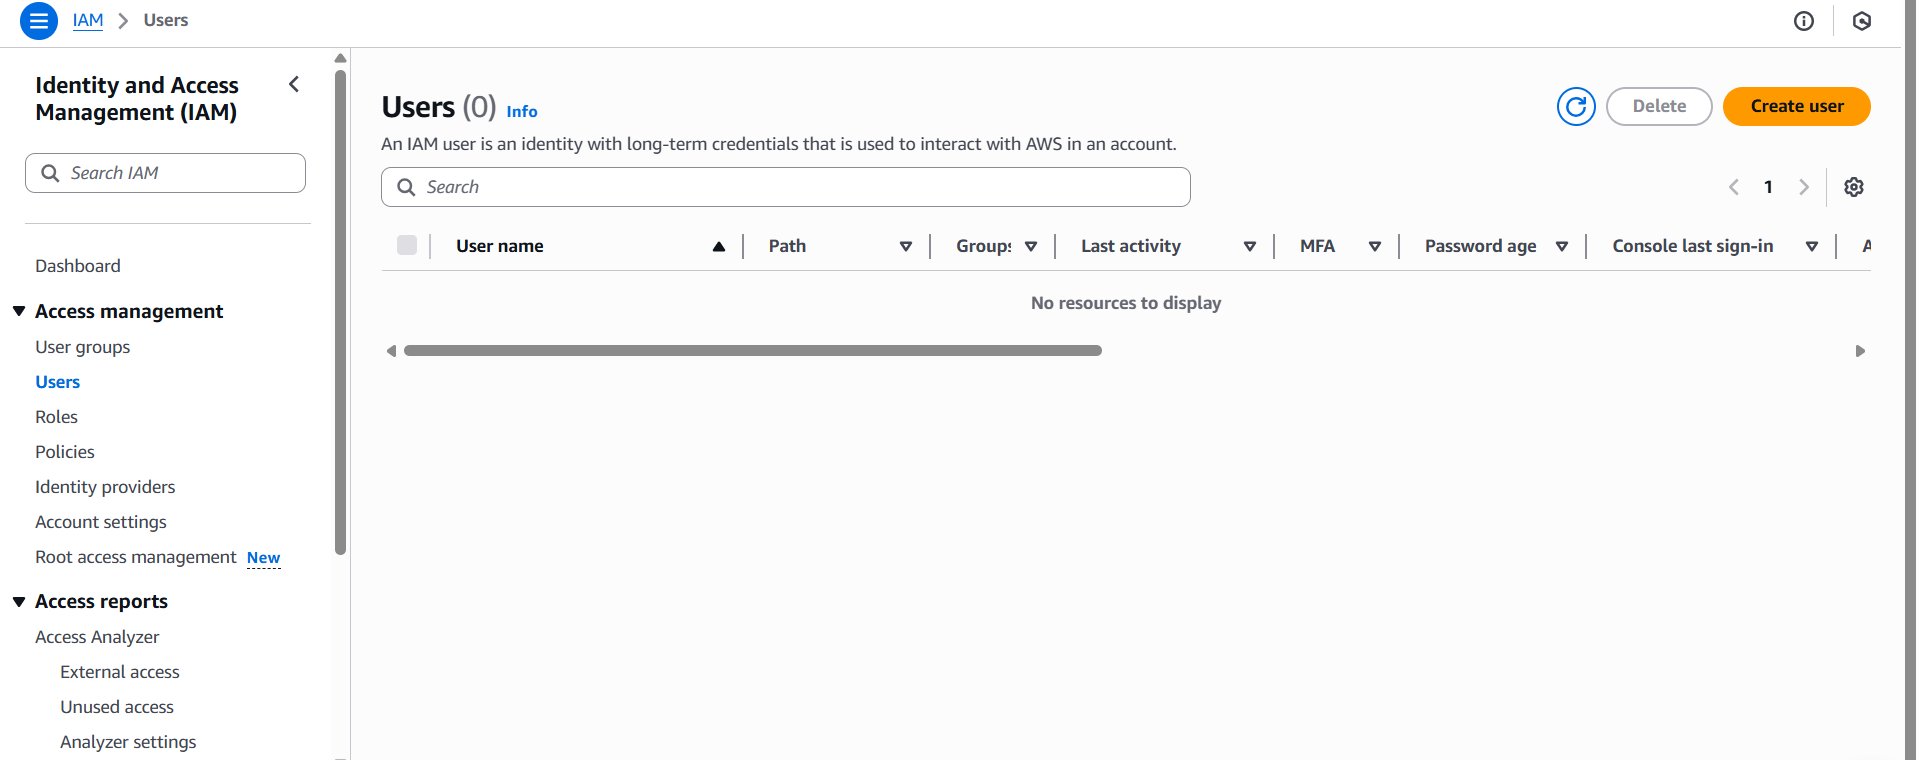 IAM > Users
Identity and Access
Management (IAM)
Search IAM
Dashboard
Access management
User groups
Users
Roles
Policies
Identity providers
Account settings
Root access management New
Access reports
Access Analyzer
External access
Unused access
Analyzer settings
Users (0) Info
Delete
Create user
An IAM user is an identity with long-term credentials that is used to interact with AWS in an account.
Search
1
User name Path Groups Last activity MFA Password age Console last sign-in A
No resources to display